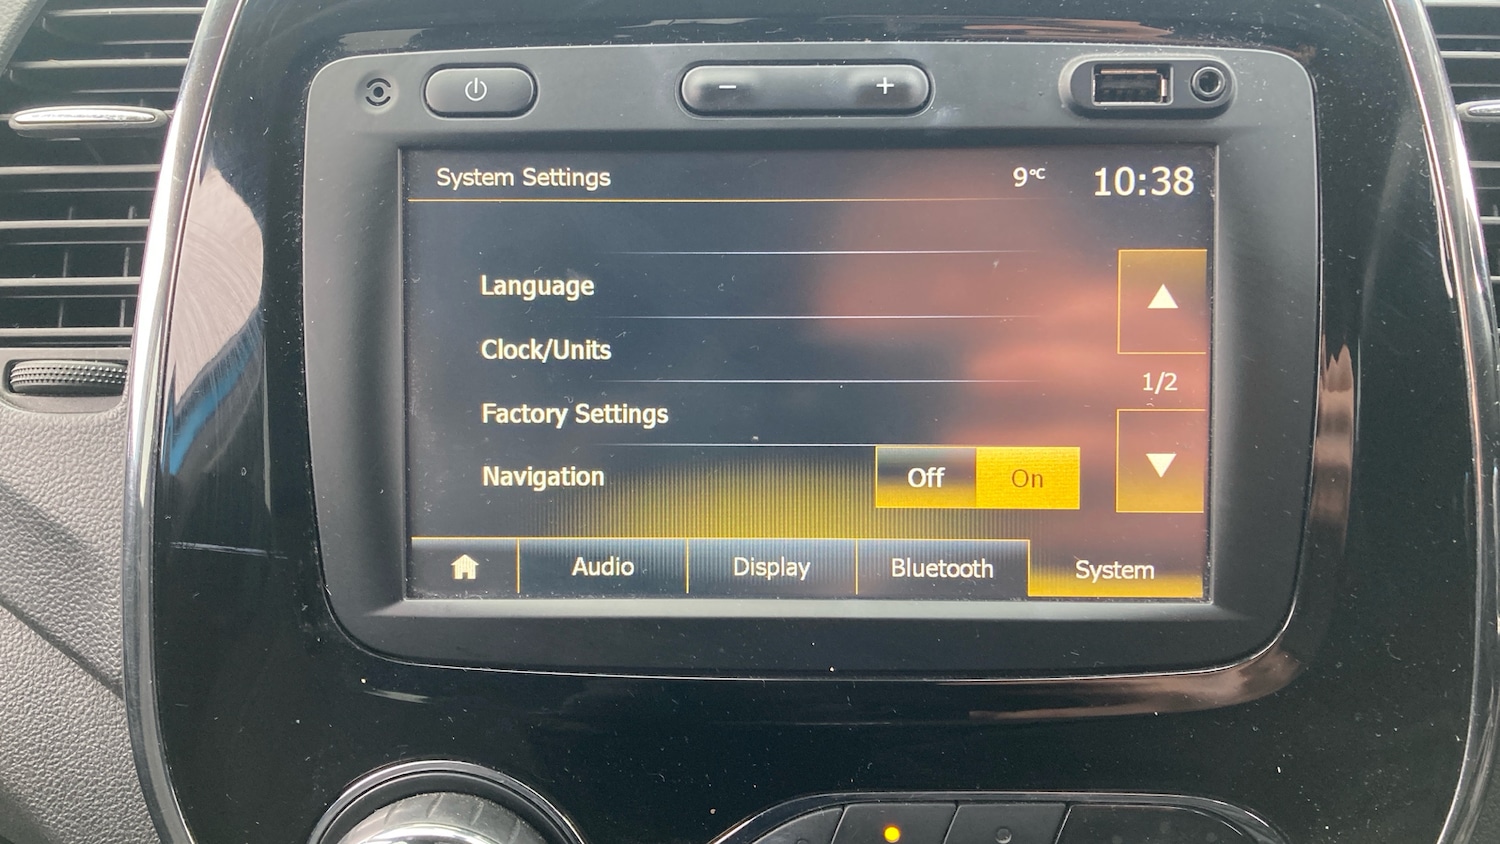 − +
System Settings 9°C 10:38
Language
Clock/Units
1/2
Factory Settings
Navigation Off On
Audio Display Bluetooth System